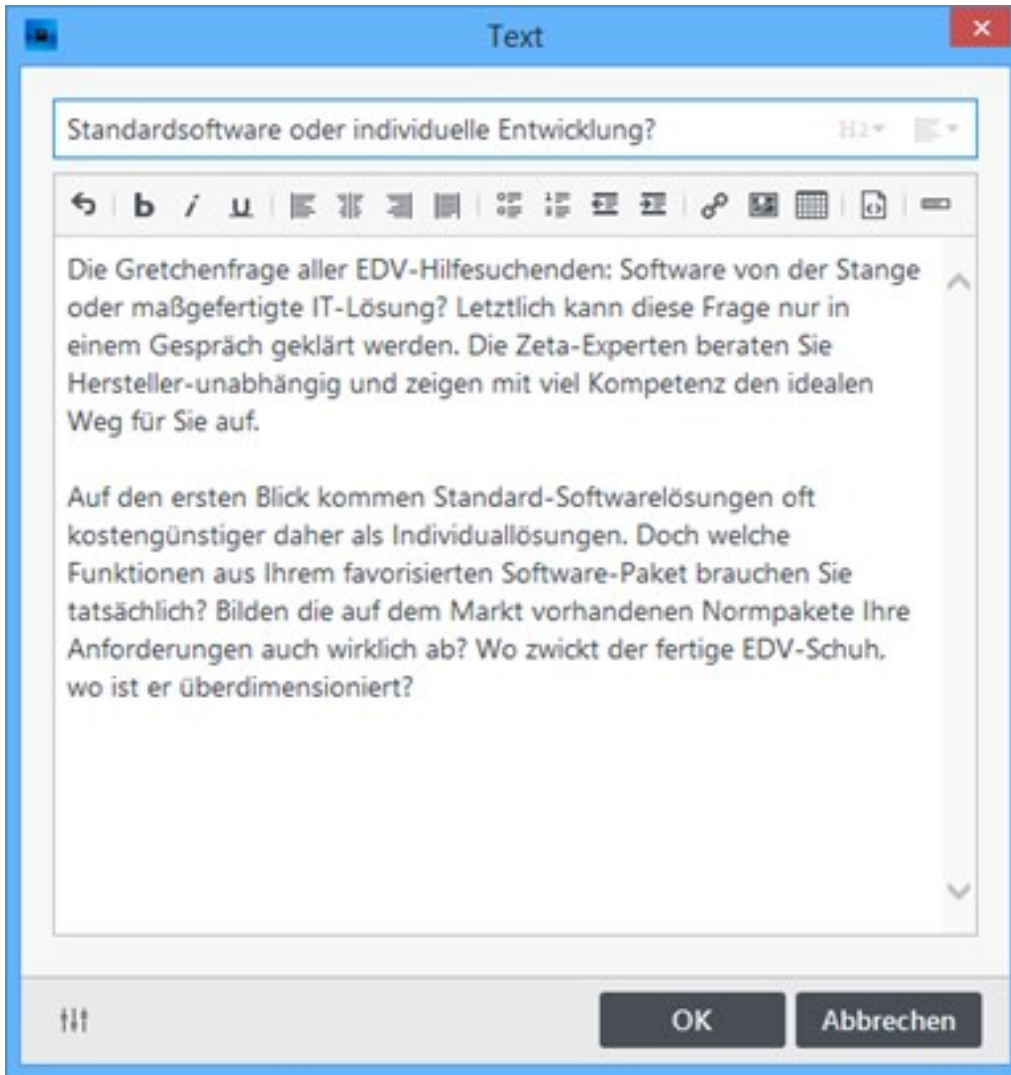 Text
Standardsoftware oder individuelle Entwicklung?
H2
b i u
Die Gretchenfrage aller EDV-Hilfesuchenden: Software von der Stange
oder maßgefertigte IT-Lösung? Letztlich kann diese Frage nur in
einem Gespräch geklärt werden. Die Zeta-Experten beraten Sie
Hersteller-unabhängig und zeigen mit viel Kompetenz den idealen
Weg für Sie auf.
Auf den ersten Blick kommen Standard-Softwarelösungen oft
kostengünstiger daher als Individuallösungen. Doch welche
Funktionen aus Ihrem favorisierten Software-Paket brauchen Sie
tatsächlich? Bilden die auf dem Markt vorhandenen Normpakete Ihre
Anforderungen auch wirklich ab? Wo zwickt der fertige EDV-Schuh,
wo ist er überdimensioniert?
OK
Abbrechen